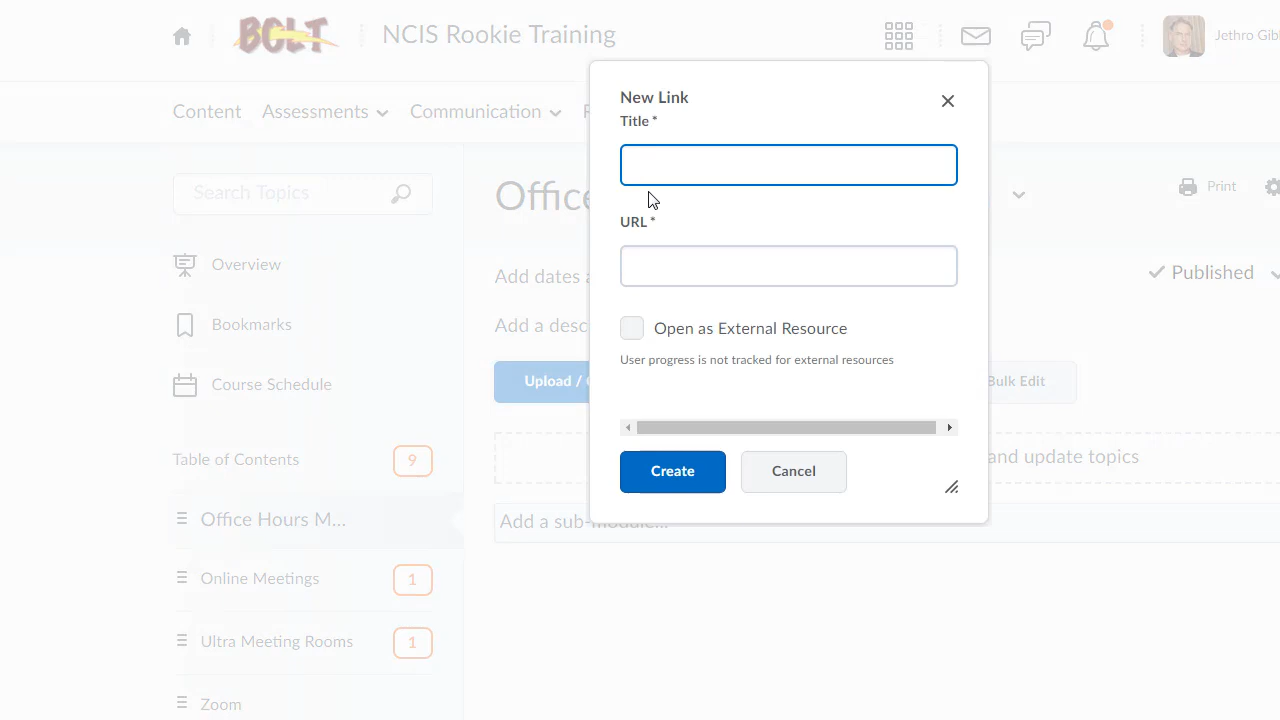 BOLT
NCIS Rookie Training
Jethro Gibb
Content
Assessments
Communication
New Link
Title *
URL *
Open as External Resource
User progress is not tracked for external resources
Create
Cancel
Search Topics
Overview
Bookmarks
Course Schedule
Table of Contents
9
Office Hours M...
Online Meetings
1
Ultra Meeting Rooms
1
Zoom
Office
Print
Add dates
Published
Add a desc
Upload /
Bulk Edit
and update topics
Add a sub-module...